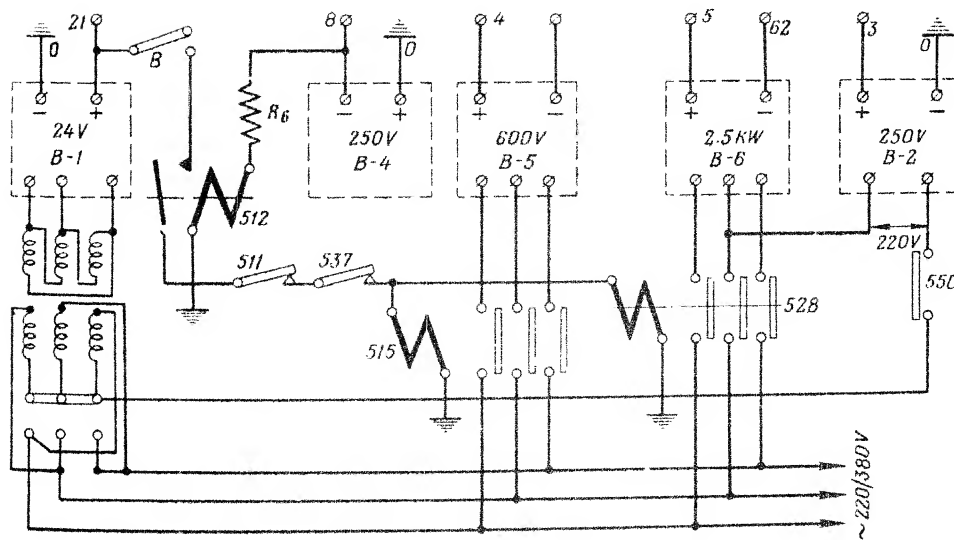 21
8
4
5
62
3
0
B
0
0
- +
24V
B-1
R6
- +
250V
B-4
+ -
600V
B-5
+ -
2.5KW
B-6
+ -
250V
B-2
512
220V
511
537
550
528
515
~220/380V